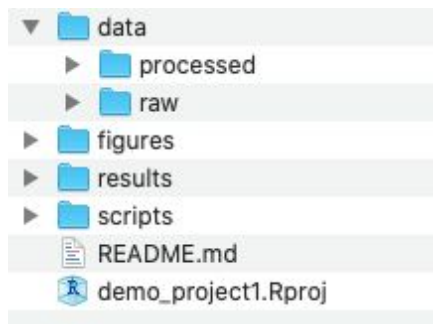 data
processed
raw
figures
results
scripts
README.md
demo_project1.Rproj